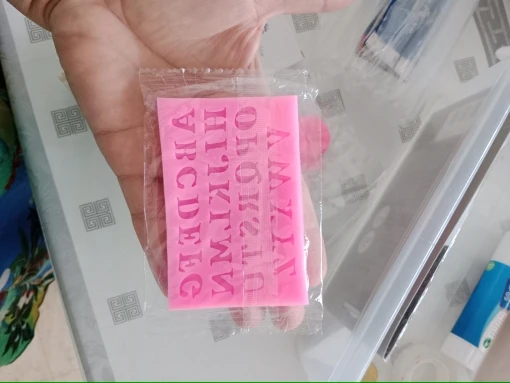 ABCDEFG
HIJKLMN
OPQRSTU
VWXYZ